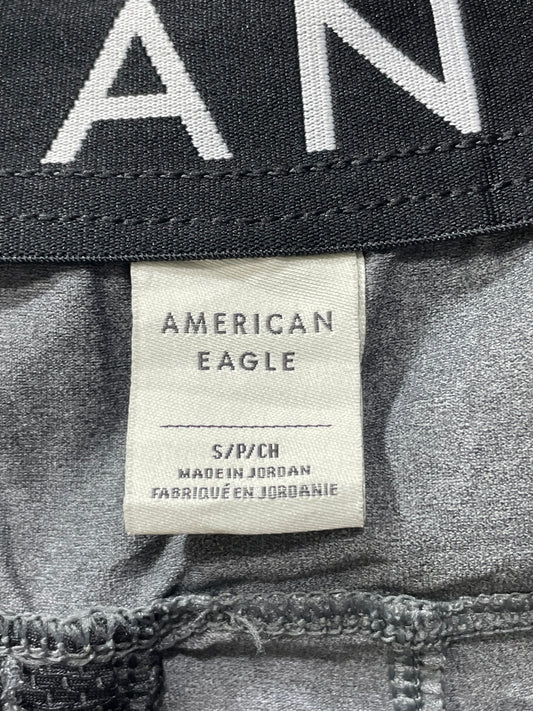 AN
AMERICAN
EAGLE
S/P/CH
MADE IN JORDAN
FABRIQUÉ EN JORDANIE